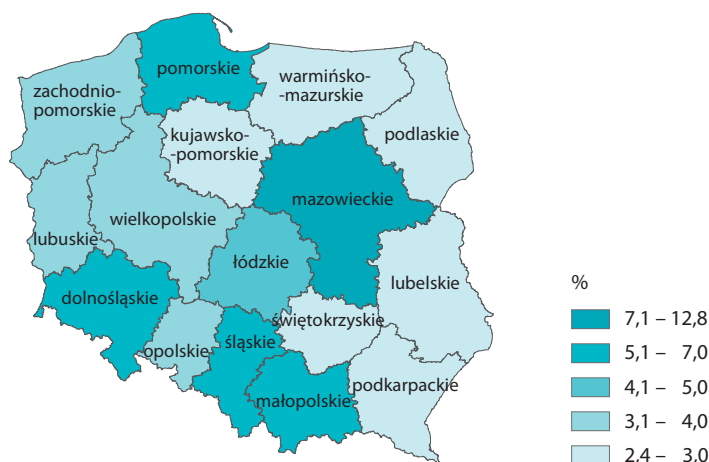 pomorskie
warmińsko-
-mazurskie
zachodnio-
pomorskie
podlaskie
kujawsko-
-pomorskie
mazowieckie
wielkopolskie
lubuskie
łódzkie
lubelskie
dolnośląskie
świętokrzyskie
śląskie
opolskie
podkarpackie
małopolskie
%
7,1 – 12,8
5,1 – 7,0
4,1 – 5,0
3,1 – 4,0
2,4 – 3,0